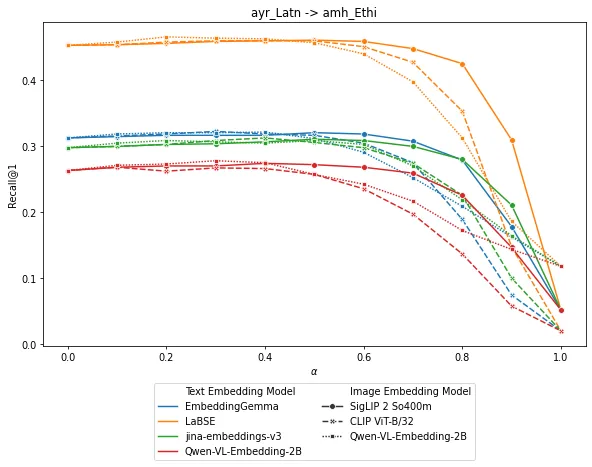 ayr_Latn -> amh_Ethi
Recall@1
0.4
0.3
0.2
0.1
0.0
0.0 0.2 0.4 0.6 0.8 1.0
α
Text Embedding Model Image Embedding Model
EmbeddingGemma SigLIP 2 So400m
LaBSE CLIP ViT-B/32
jina-embeddings-v3 Qwen-VL-Embedding-2B
Qwen-VL-Embedding-2B